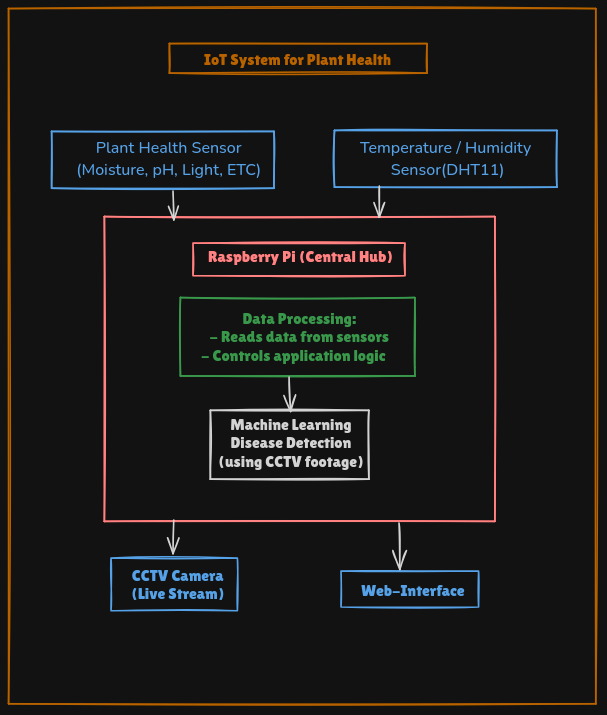 IoT System for Plant Health
Plant Health Sensor
(Moisture, pH, Light, ETC)
Temperature / Humidity
Sensor(DHT11)
Raspberry Pi (Central Hub)
Data Processing:
- Reads data from sensors
- Controls application logic
Machine Learning
Disease Detection
(using CCTV footage)
CCTV Camera
(Live Stream)
Web-Interface